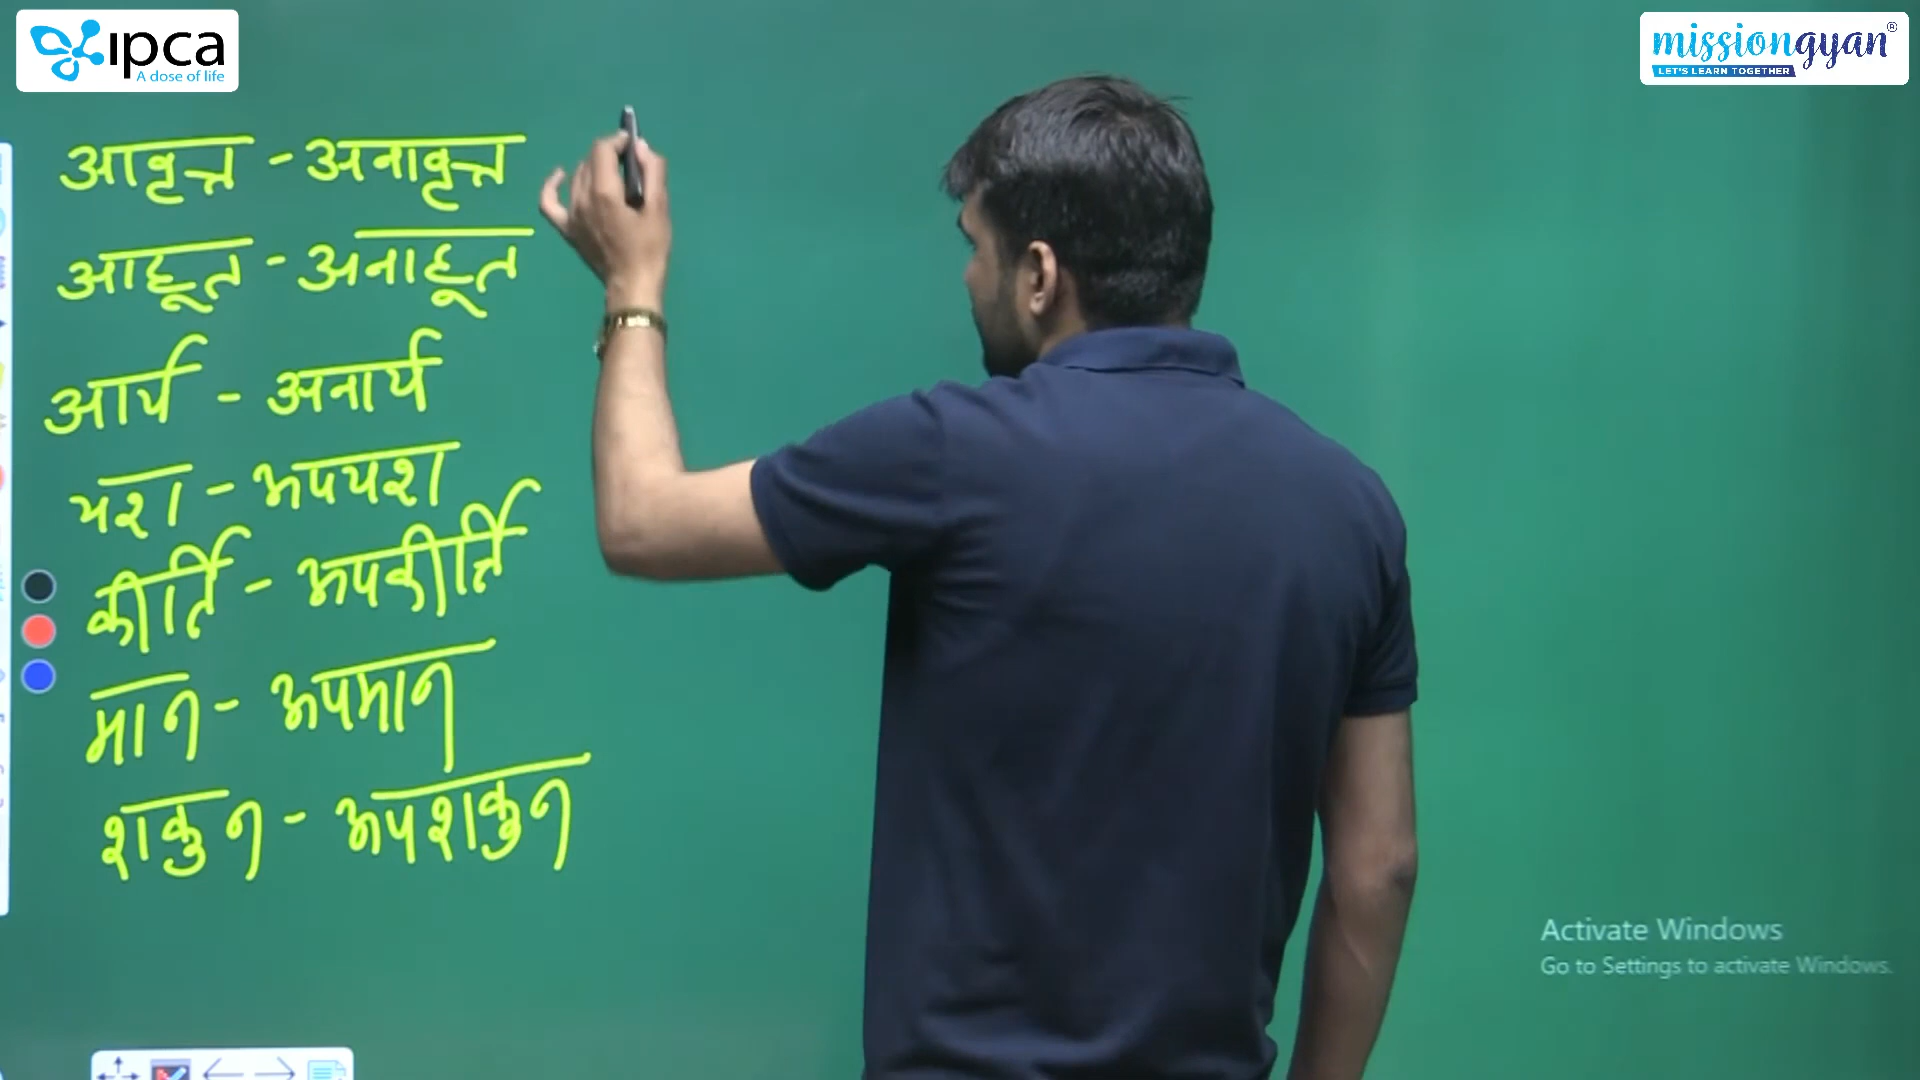 ipca
A dose of life
missiongyan®
LET'S LEARN TOGETHER
आवृत्त - अनावृत्त
आहूत - अनाहूत
आर्य - अनार्य
यश - अपयश
कीर्ति - अपकीर्त्ति
मान - अपमान
शकुन - अपशकुन
Activate Windows
Go to Settings to activate Windows.